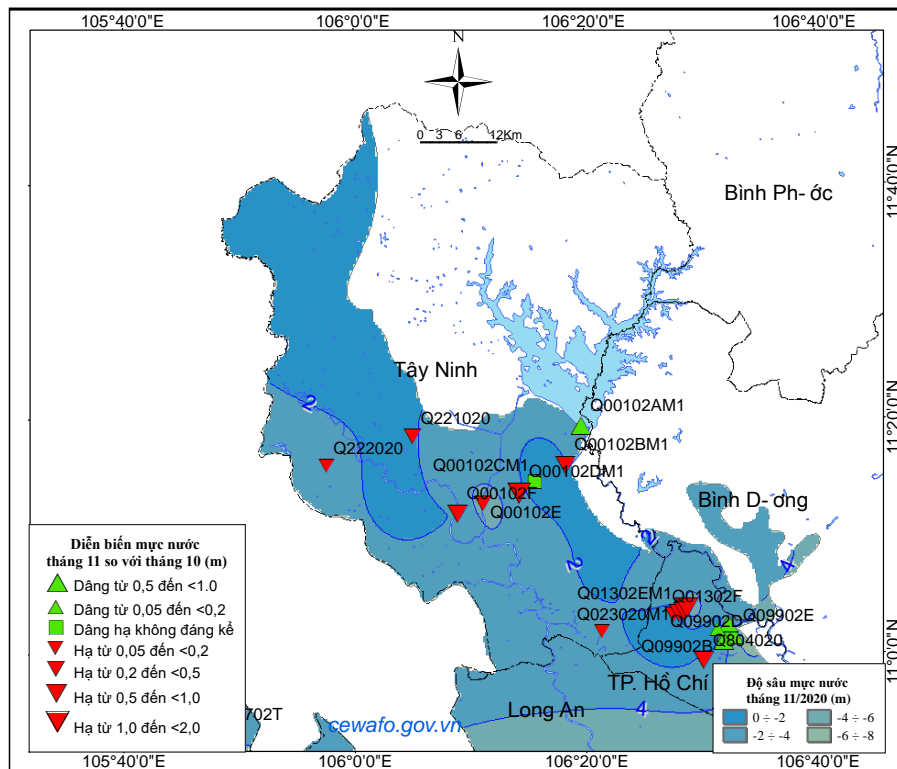 105°40'0"E 106°0'0"E 106°20'0"E 106°40'0"E
N
0 3 6 12Km
11°40'0"N
Bình Ph- ớc
Tây Ninh
Q00102AM1
11°20'0"N
Q221020
Q00102BM1
Q222020
Q00102CM1
Q00102DM1
2
Q00102F
Q00102E
Bình D- ơng
2
2
4
Q01302EM1
Q01302F
Q023020M1
Q09902D
Q09902E
Q09902B
Q804020
11°0'0"N
TP. Hồ Chí
Long An
4
702T
cewafo.gov.vn
Diễn biến mực nước
tháng 11 so với tháng 10 (m)
Dâng từ 0,5 đến <1.0
Dâng từ 0,05 đến <0,2
Dâng hạ không đáng kể
Hạ từ 0,05 đến <0,2
Hạ từ 0,2 đến <0,5
Hạ từ 0,5 đến <1,0
Hạ từ 1,0 đến <2,0
Độ sâu mực nước
tháng 11/2020 (m)
0 ÷ -2
-2 ÷ -4
-4 ÷ -6
-6 ÷ -8
105°40'0"E 106°0'0"E 106°20'0"E 106°40'0"E